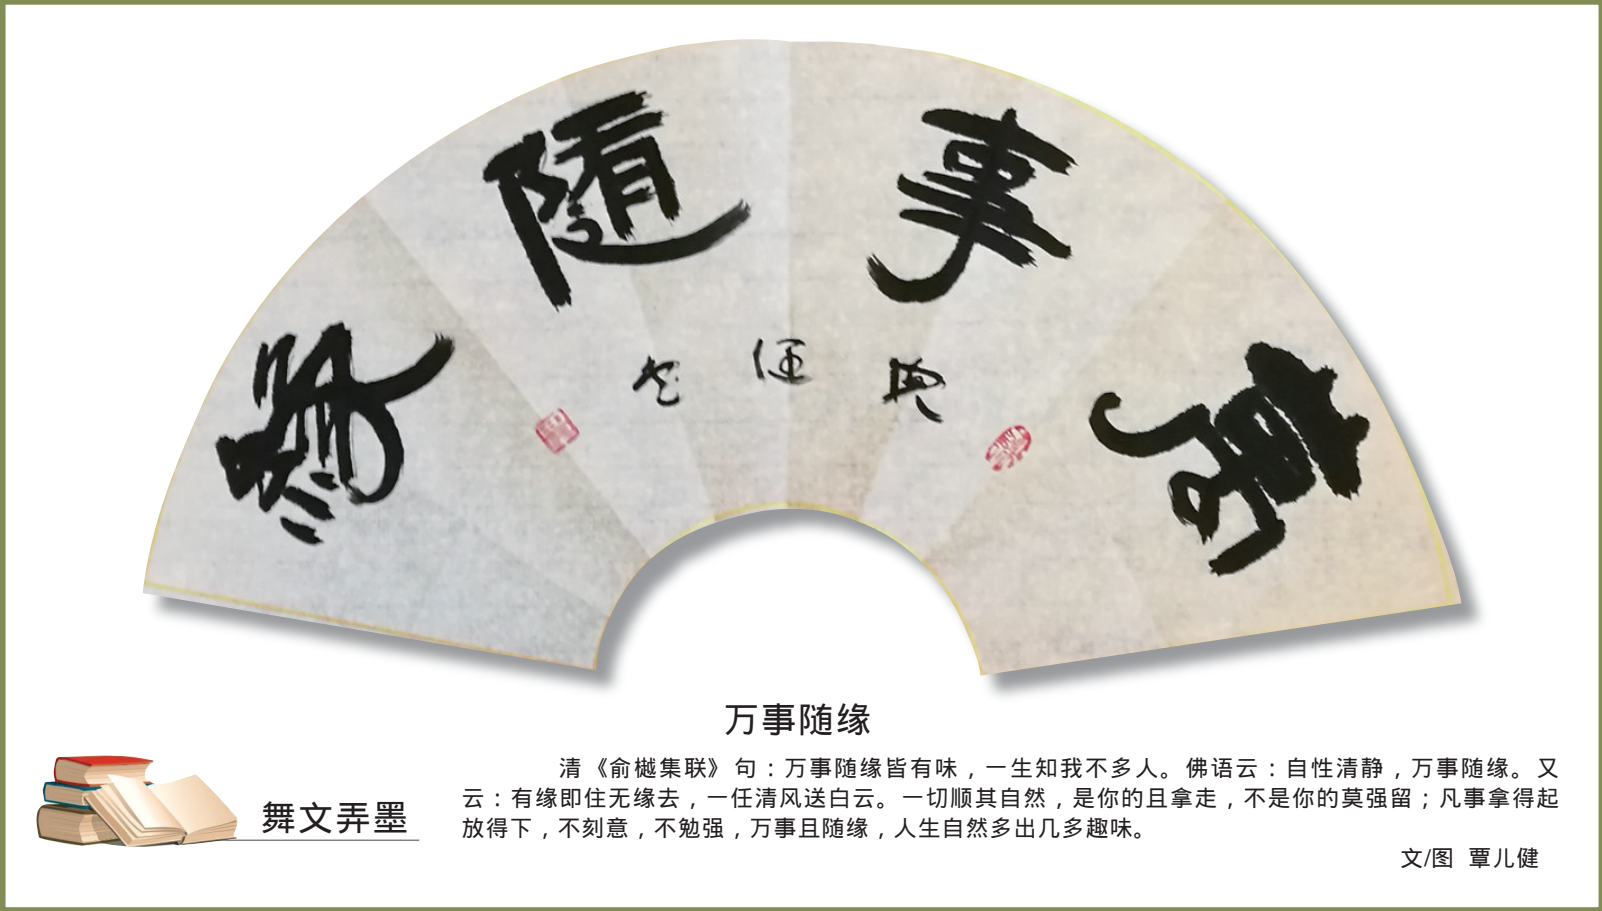 萬事隨緣
万事随缘
清《俞樾集联》句：万事随缘皆有味，一生知我不多人。佛语云：自性清静，万事随缘。又
云：有缘即住无缘去，一任清风送白云。一切顺其自然，是你的且拿走，不是你的莫强留；凡事拿得起
放得下，不刻意，不勉强，万事且随缘，人生自然多出几多趣味。
文/图 覃儿健
舞文弄墨